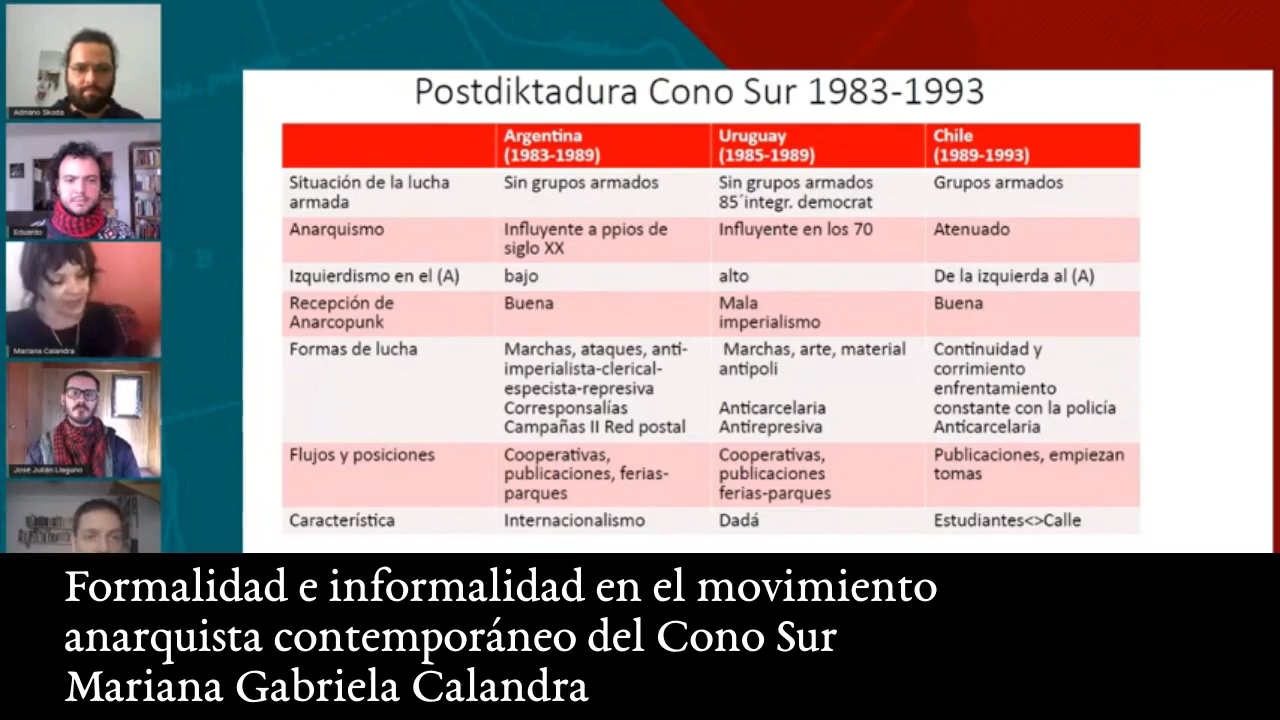 Adriano Skoda
Eduardo
Mariana Calandra
José Julián Llaguno
Postdiktadura Cono Sur 1983-1993
Argentina
(1983-1989)
Uruguay
(1985-1989)
Chile
(1989-1993)
Situación de la lucha
armada
Sin grupos armados
Sin grupos armados
85´integr. democrat
Grupos armados
Anarquismo
Influyente a ppios de
siglo XX
Influyente en los 70
Atenuado
Izquierdismo en el (A)
bajo
alto
De la izquierda al (A)
Recepción de
Anarcopunk
Buena
Mala
imperialismo
Buena
Formas de lucha
Marchas, ataques, anti-
imperialista-clerical-
especista-represiva
Corresponsalías
Campañas II Red postal
Marchas, arte, material
antípoli
Anticarcelaria
Antirepresiva
Continuidad y
corrimiento
enfrentamiento
constante con la policía
Anticarcelaria
Flujos y posiciones
Cooperativas,
publicaciones, ferias-
parques
Cooperativas,
publicaciones
ferias-parques
Publicaciones, empiezan
tomas
Característica
Internacionalismo
Dadá
Estudiantes<>Calle
Formalidad e informalidad en el movimiento
anarquista contemporáneo del Cono Sur
Mariana Gabriela Calandra